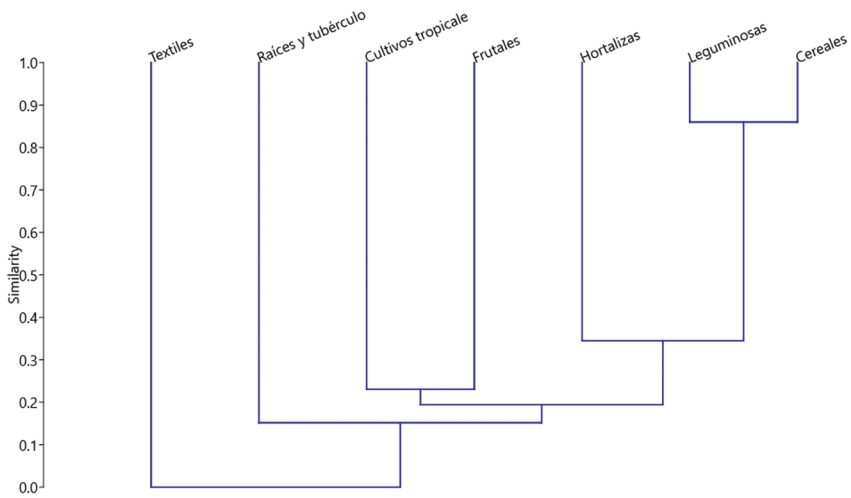 Textiles
Raíces y tubérculo
Cultivos tropicale
Frutales
Hortalizas
Leguminosas
Cereales
1.0
0.9
0.8
0.7
0.6
0.5
0.4
0.3
0.2
0.1
0.0
Similarity